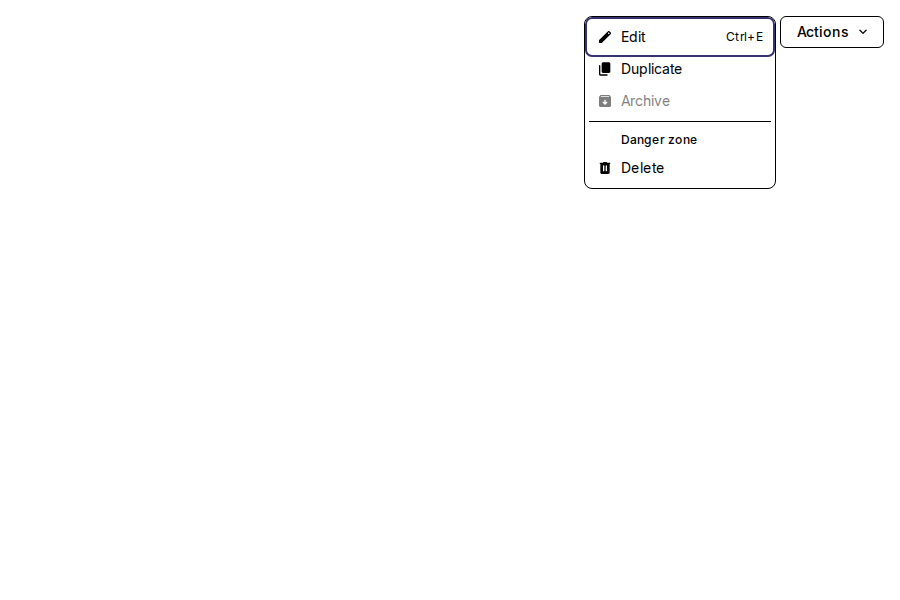 Edit Ctrl+E
Actions
Duplicate
Archive
Danger zone
Delete